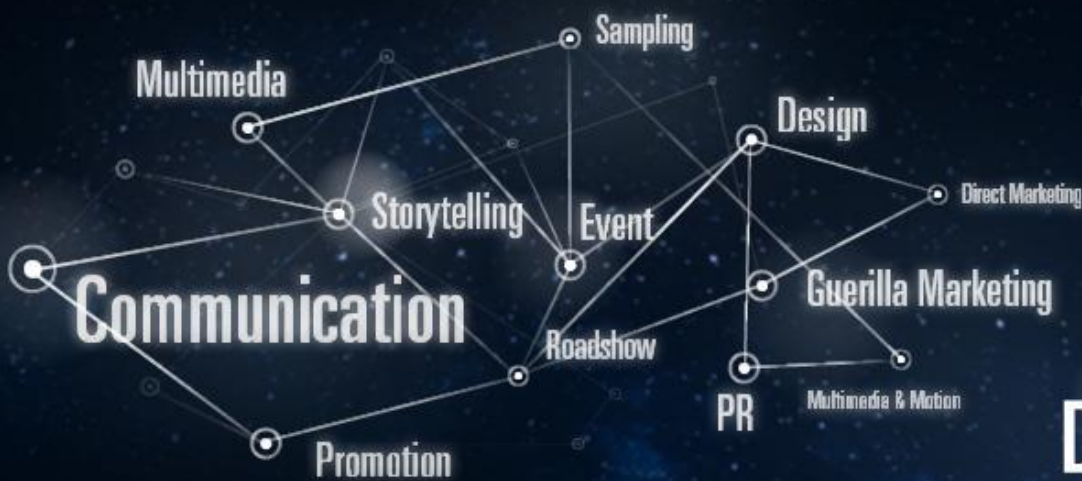 Sampling
Multimedia
Design
Direct Marketing
Storytelling
Event
Communication
Guerilla Marketing
Roadshow
PR
Multimedia & Motion
Promotion